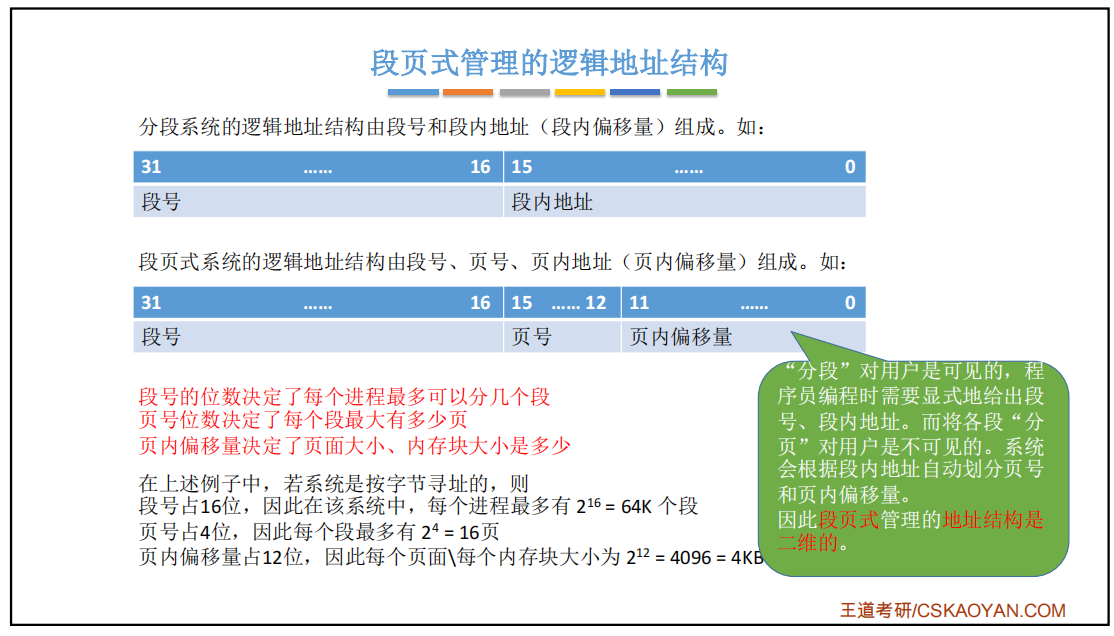 段页式管理的逻辑地址结构
分段系统的逻辑地址结构由段号和段内地址（段内偏移量）组成。如：
31 …… 16 15 …… 0
段号 段内地址
段页式系统的逻辑地址结构由段号、页号、页内地址（页内偏移量）组成。如：
31 …… 16 15 …… 12 11 …… 0
段号 页号 页内偏移量
段号的位数决定了每个进程最多可以分几个段
页号位数决定了每个段最大有多少页
页内偏移量决定了页面大小、内存块大小是多少
在上述例子中，若系统是按字节寻址的，则
段号占16位，因此在该系统中，每个进程最多有 2¹⁶ = 64K 个段
页号占4位，因此每个段最多有 2⁴ = 16页
页内偏移量占12位，因此每个页面\每个内存块大小为 2¹² = 4096 = 4KB
“分段”对用户是可见的，程
序员编程时需要显式地给出段
号、段内地址。而将各段“分
页”对用户是不可见的。系统
会根据段内地址自动划分页号
和页内偏移量。
因此段页式管理的地址结构是
二维的。
王道考研/CSKAOYAN.COM